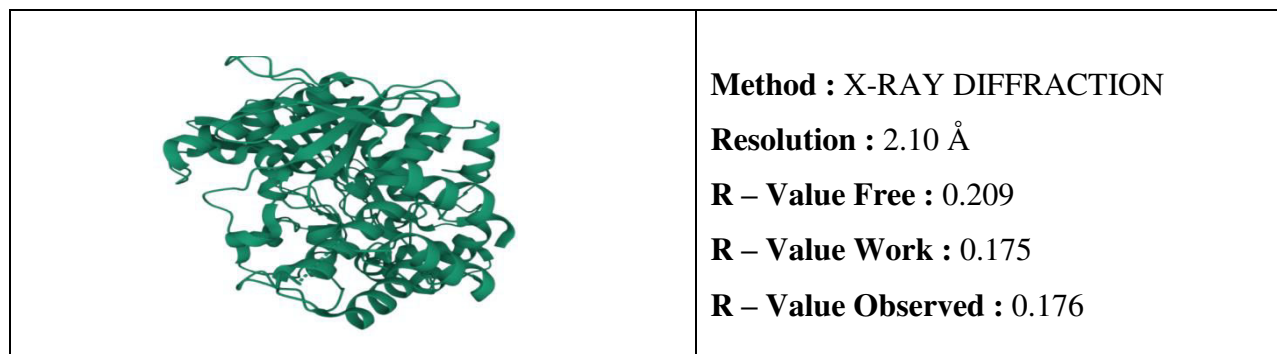 Method : X-RAY DIFFRACTION
Resolution : 2.10 Å
R – Value Free : 0.209
R – Value Work : 0.175
R – Value Observed : 0.176